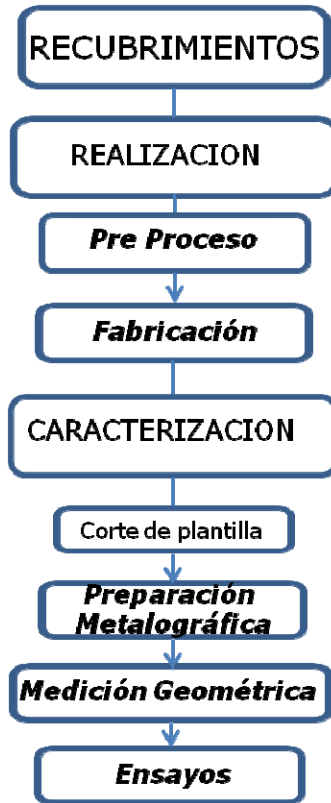 RECUBRIMIENTOS
REALIZACION
Pre Proceso
Fabricación
CARACTERIZACION
Corte de plantilla
Preparación
Metalográfica
Medición Geométrica
Ensayos